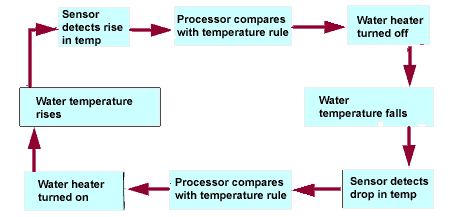 Sensor
detects rise
in temp
Processor compares
with temperature rule
Water heater
turned off
Water temperature
rises
Water
temperature falls
Water heater
turned on
Processor compares
with temperature rule
Sensor detects
drop in temp